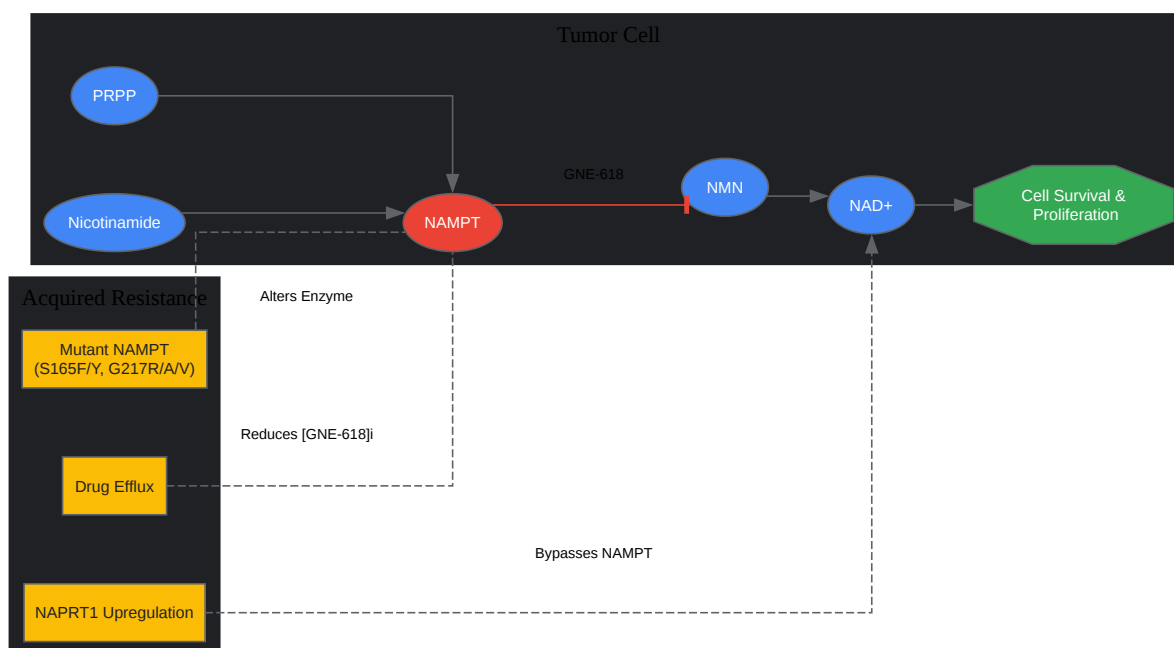 Tumor Cell
PRPP
GNE-618
NMN
Cell Survival &
Proliferation
NAD+
Nicotinamide
NAMPT
Acquired Resistance
Alters Enzyme
Mutant NAMPT
(S165F/Y, G217R/A/V)
Reduces [GNE-618]i
Drug Efflux
Bypasses NAMPT
NAPRT1 Upregulation